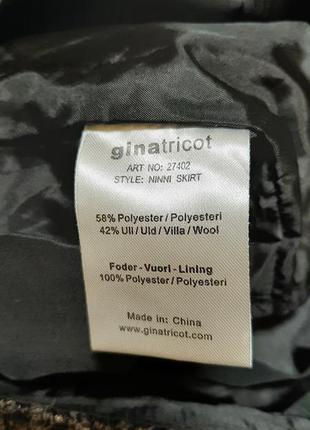 ginatricot
ART NO: 27402
STYLE: NINNI SKIRT
58% Polyester/Polyesteri
42% Ull/Uld/Villa/Wool
Foder-Vuori-Lining
100% Polyester/Polyesteri
Made in: China
www.ginatricot.com